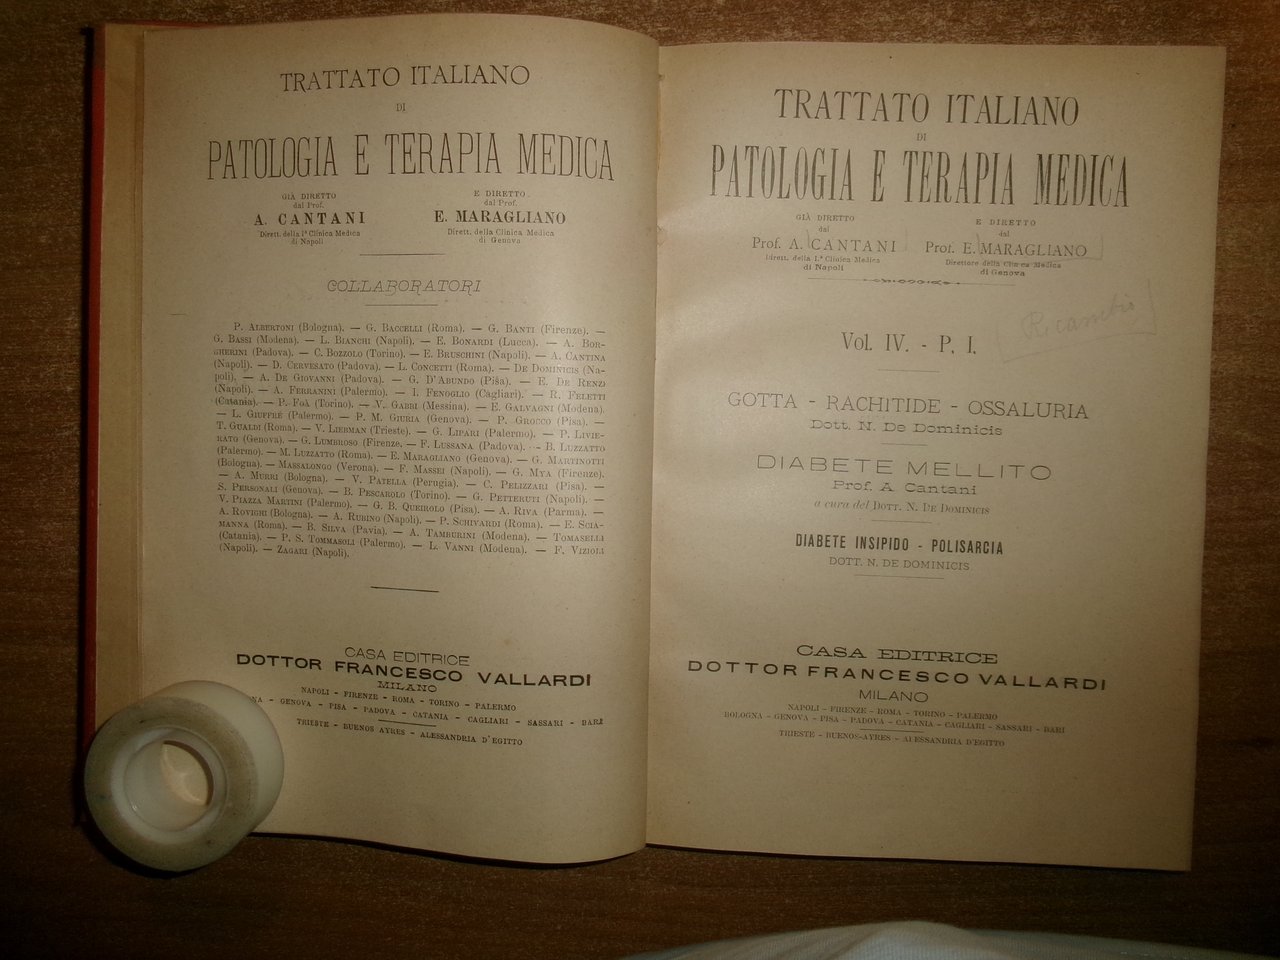 TRATTATO ITALIANO
DI
PATOLOGIA E TERAPIA MEDICA
GIÀ DIRETTO
dal Prof.
A. CANTANI
Dirett. della I.ª Clinica Medica
di Napoli
E DIRETTO
dal Prof.
E. MARAGLIANO
Dirett. della Clinica Medica
di Genova
COLLABORATORI
P. ALBERTONI (Bologna). — G. BACCELLI (Roma). — G. BANTI (Firenze). —
G. BASSI (Modena). — L. BIANCHI (Napoli). — E. BONARDI (Lucca). — A. BOR-
GHERINI (Padova). — C. BOZZOLO (Torino). — E. BRUSCHINI (Napoli). — A. CANTINA
(Napoli). — D. CERVESATO (Padova). — L. CONCETTI (Roma). — DE DOMINICIS (Na-
poli). — A. DE GIOVANNI (Padova). — G. D'ABUNDO (Pisa). — E. DE RENZI
(Napoli). — A. FERRANINI (Palermo). — I. FENOGLIO (Cagliari). — R. FELETTI
(Catania). — P. FOÀ (Torino). — V. GABBI (Messina). — E. GALVAGNI (Modena).
— L. GIUFFRÈ (Palermo). — P. M. GIURIA (Genova). — P. GROCCO (Pisa). —
T. GUALDI (Roma). — V. LIEBMAN (Trieste). — G. LIPARI (Palermo). — P. LIVIE-
RATO (Genova). — G. LUMBROSO (Firenze. — F. LUSSANA (Padova). — B. LUZZATTO
(Palermo). — M. LUZZATTO (Roma). — E. MARAGLIANO (Genova). — G. MARTINOTTI
(Bologna). — MASSALONGO (Verona). — F. MASSEI (Napoli). — G. MYA (Firenze).
— A. MURRI (Bologna). — V. PATELLA (Perugia). — C. PELIZZARI (Pisa). —
S. PERSONALI (Genova). — B. PESCAROLO (Torino). — G. PETTERUTI (Napoli). —
V. PIAZZA MARTINI (Palermo). — G. B. QUEIROLO (Pisa). — A. RIVA (Parma). —
A. ROVIGHI (Bologna). — A. RUBINO (Napoli). — P. SCHIVARDI (Roma). — E. SCIA-
MANNA (Roma). — B. SILVA (Pavia). — A. TAMBERINI (Modena). — TOMASELLI
(Catania). — P. S. TOMMASOLI (Palermo). — L. VANNI (Modena). — F. VIZIOLI
(Napoli). — ZAGARI (Napoli).
CASA EDITRICE
DOTTOR FRANCESCO VALLARDI
MILANO
NAPOLI - FIRENZE - ROMA - TORINO - PALERMO
NA - GENOVA - PISA - PADOVA - CATANIA - CAGLIARI - SASSARI - BARI
TRIESTE - BUENOS AYRES - ALESSANDRIA D'EGITTO
TRATTATO ITALIANO
DI
PATOLOGIA E TERAPIA MEDICA
GIÀ DIRETTO
dal
Prof. A. CANTANI
Dirett. della I.ª Clinica Medica
di Napoli
E DIRETTO
dal
Prof. E. MARAGLIANO
Direttore della Clinica Medica
di Genova
Ricambio
Vol. IV. - P. I.
GOTTA - RACHITIDE - OSSALURIA
Dott. N. De Dominicis
DIABETE MELLITO
Prof. A. Cantani
a cura del DOTT. N. DE DOMINICIS
DIABETE INSIPIDO - POLISARCIA
DOTT. N. DE DOMINICIS
CASA EDITRICE
DOTTOR FRANCESCO VALLARDI
MILANO
NAPOLI - FIRENZE - ROMA - TORINO - PALERMO
BOLOGNA - GENOVA - PISA - PADOVA - CATANIA - CAGLIARI - SASSARI - BARI
TRIESTE - BUENOS-AYRES - ALESSANDRIA D'EGITTO